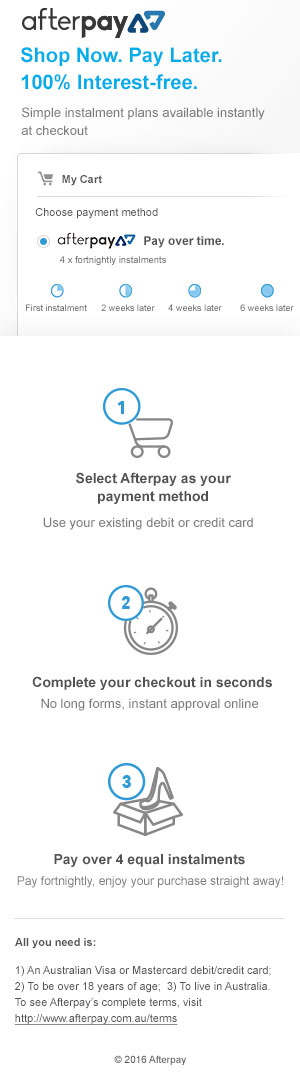 afterpay
Shop Now. Pay Later.
100% Interest-free.
Simple instalment plans available instantly
at checkout
My Cart
Choose payment method
afterpay Pay over time.
4 x fortnightly instalments
First instalment 2 weeks later 4 weeks later 6 weeks later
1
Select Afterpay as your
payment method
Use your existing debit or credit card
2
Complete your checkout in seconds
No long forms, instant approval online
3
Pay over 4 equal instalments
Pay fortnightly, enjoy your purchase straight away!
All you need is:
1) An Australian Visa or Mastercard debit/credit card;
2) To be over 18 years of age; 3) To live in Australia.
To see Afterpay's complete terms, visit
http://www.afterpay.com.au/terms
© 2016 Afterpay